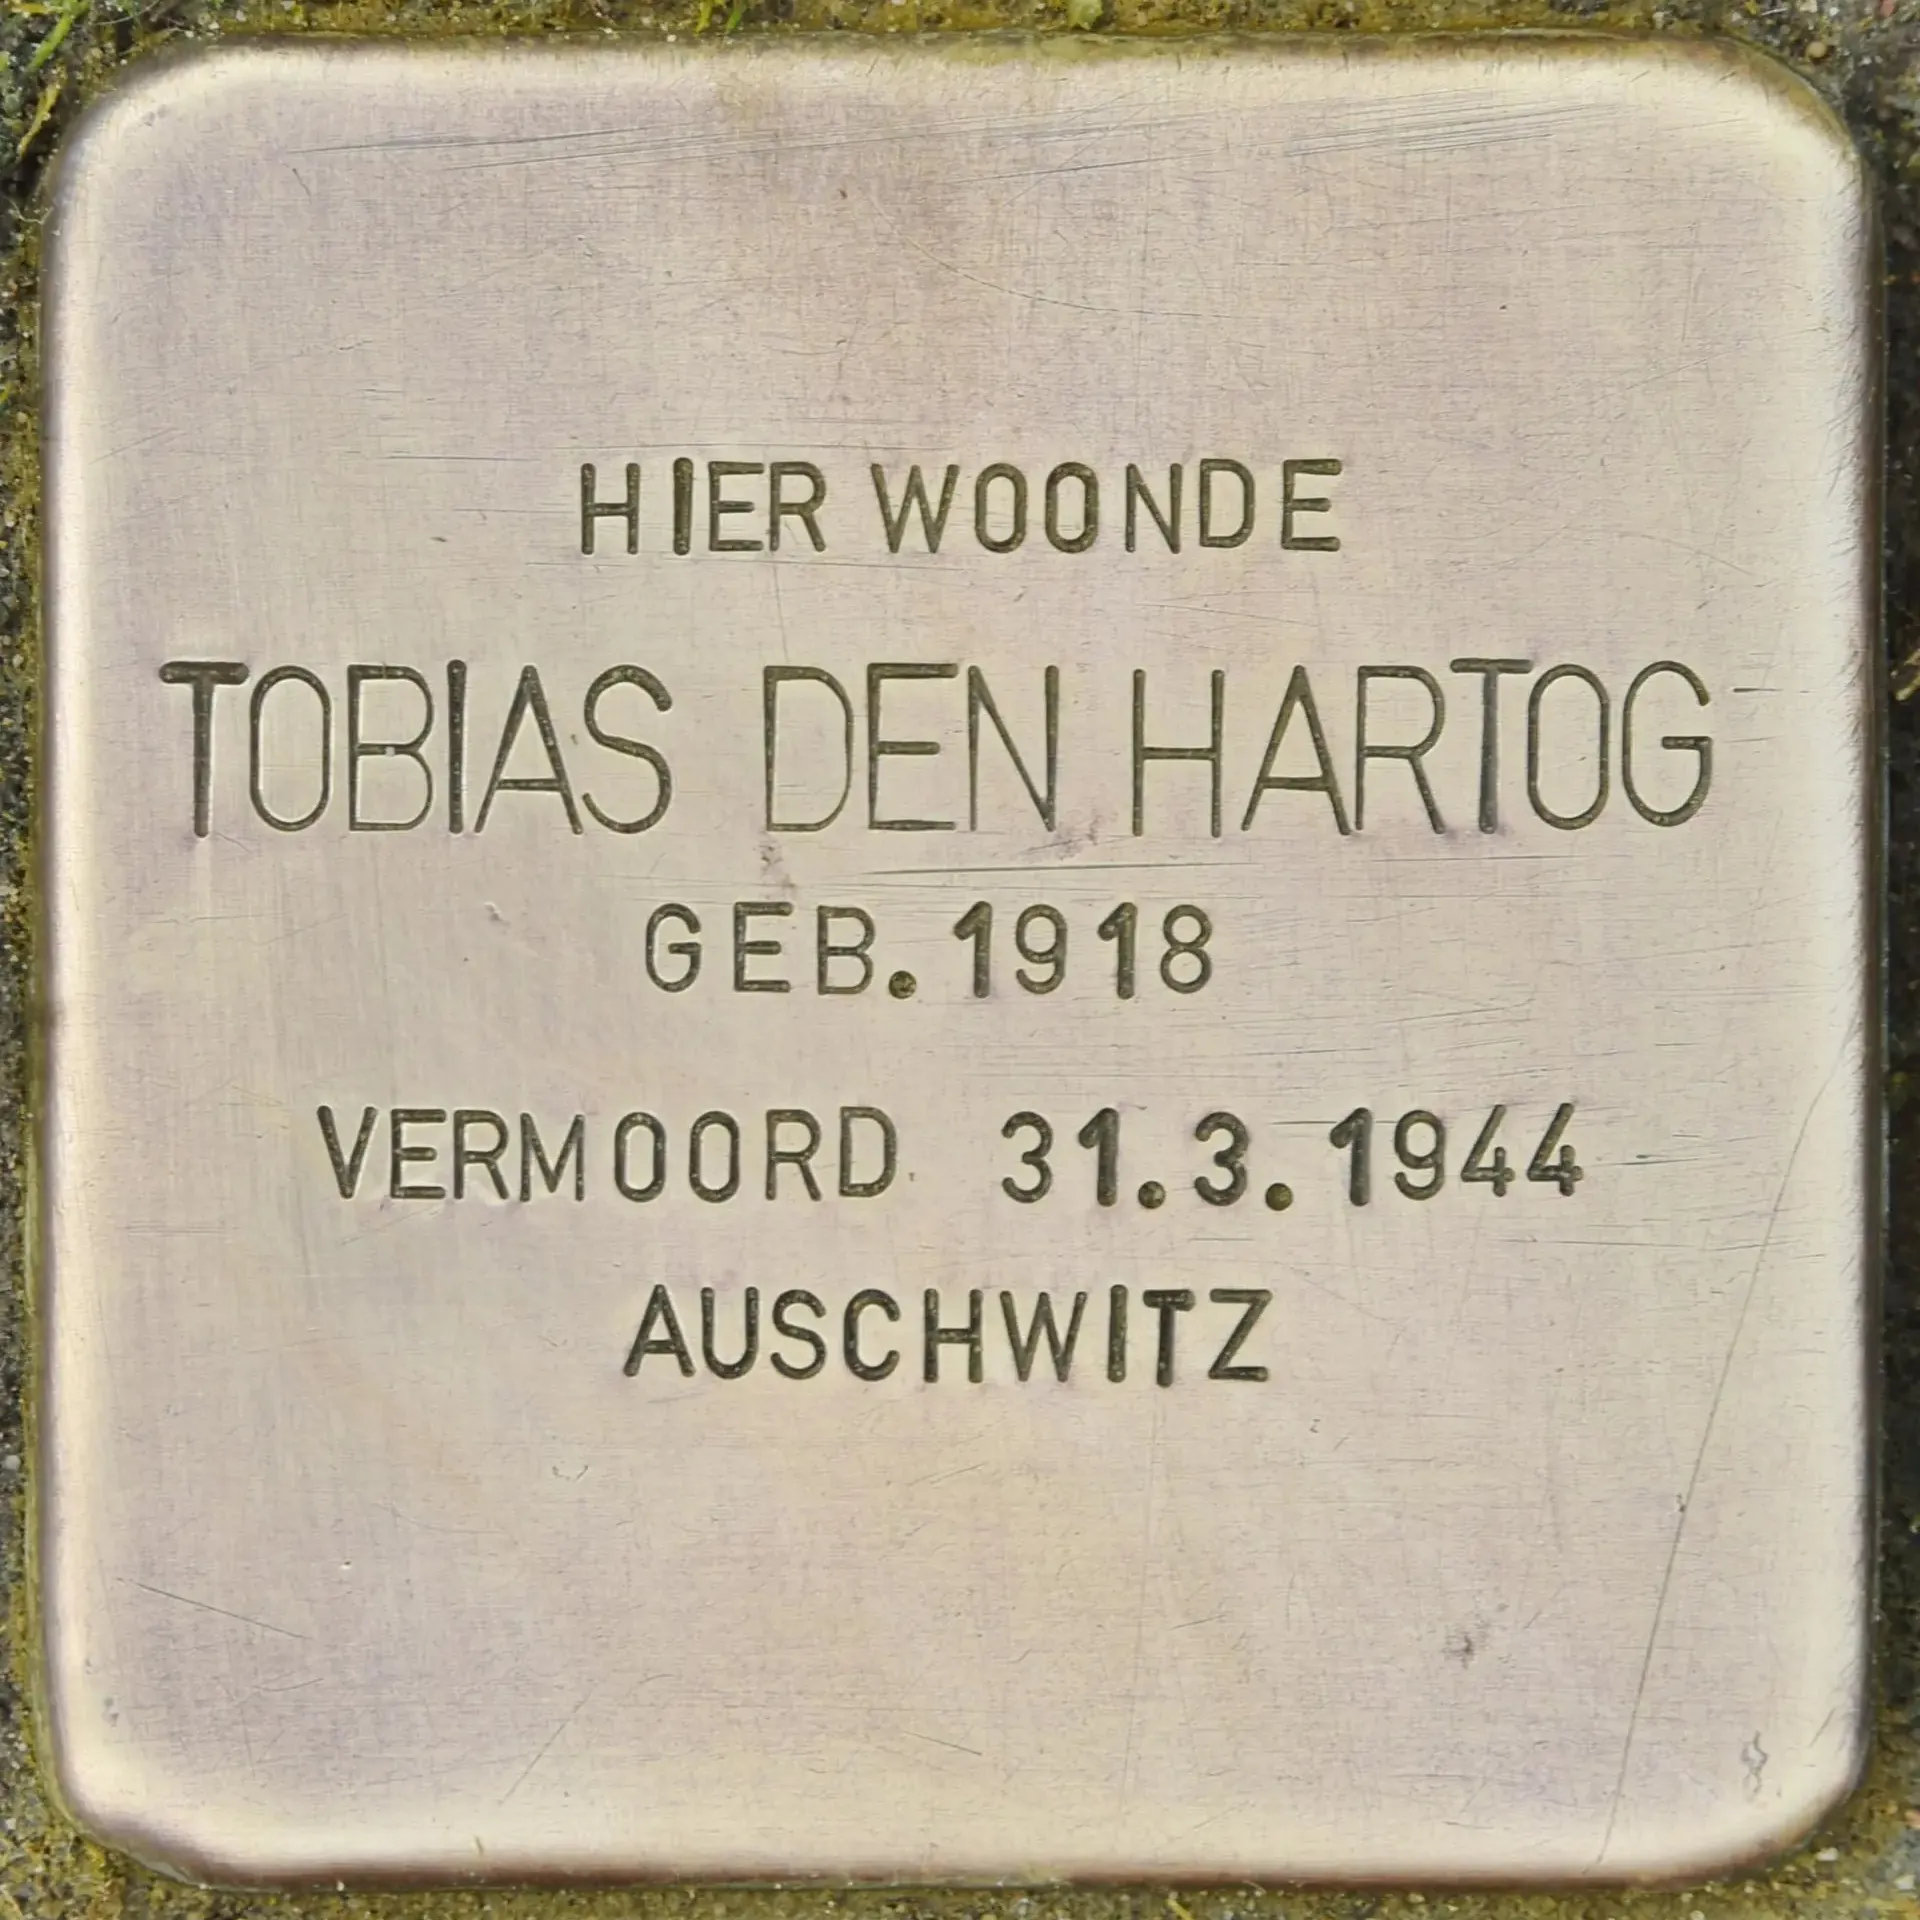 HIER WOONDE
TOBIAS DEN HARTOG
GEB. 1918
VERMOORD 31.3.1944
AUSCHWITZ